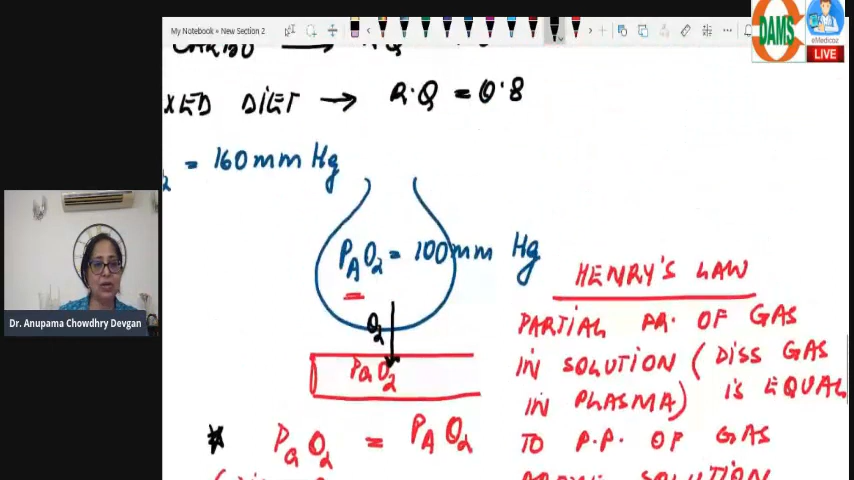 My Notebook » New Section 2
DAMS
eMedicoz
LIVE
XED DIET → R.Q = 0.8
2 = 160 mm Hg
PAO2 = 100 mm Hg
O2
PaO2
* PaO2 = PAO2
HENRY'S LAW
PARTIAL PR. OF GAS
IN SOLUTION (DISS GAS
IN PLASMA) IS EQUAL
TO P.P. OF GAS
Dr. Anupama Chowdhry Devgan